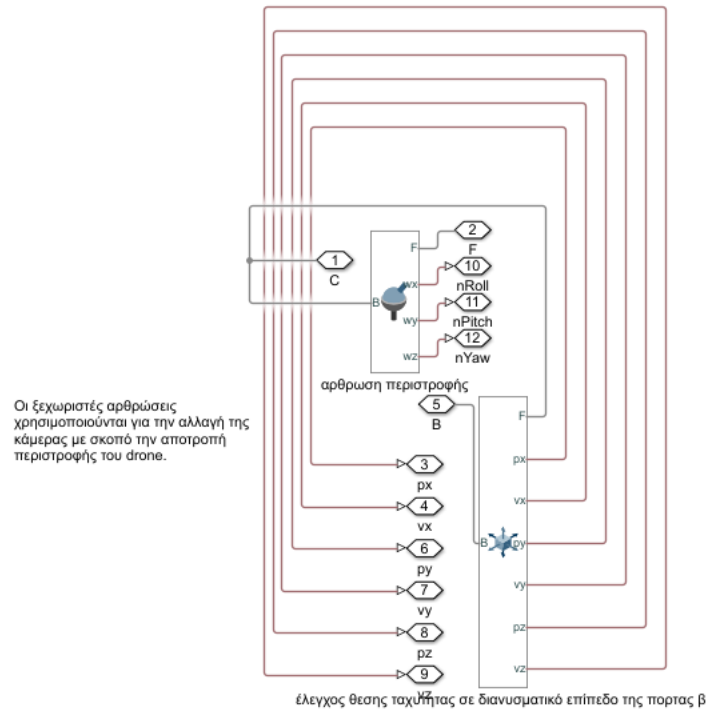 2
F
F
1
C
wx
10
nRoll
B
wy
11
nPitch
wz
12
nYaw
αρθρωση περιστροφής
Οι ξεχωριστές αρθρώσεις
χρησιμοποιούνται για την αλλαγή της
κάμερας με σκοπό την αποτροπή
περιστροφής του drone.
5
B
F
3
px
px
4
vx
vx
6
py
B
py
7
vy
vy
8
pz
pz
9
vz
vz
έλεγχος θεσης ταχυτητας σε διανυσματικό επίπεδο της πορτας β